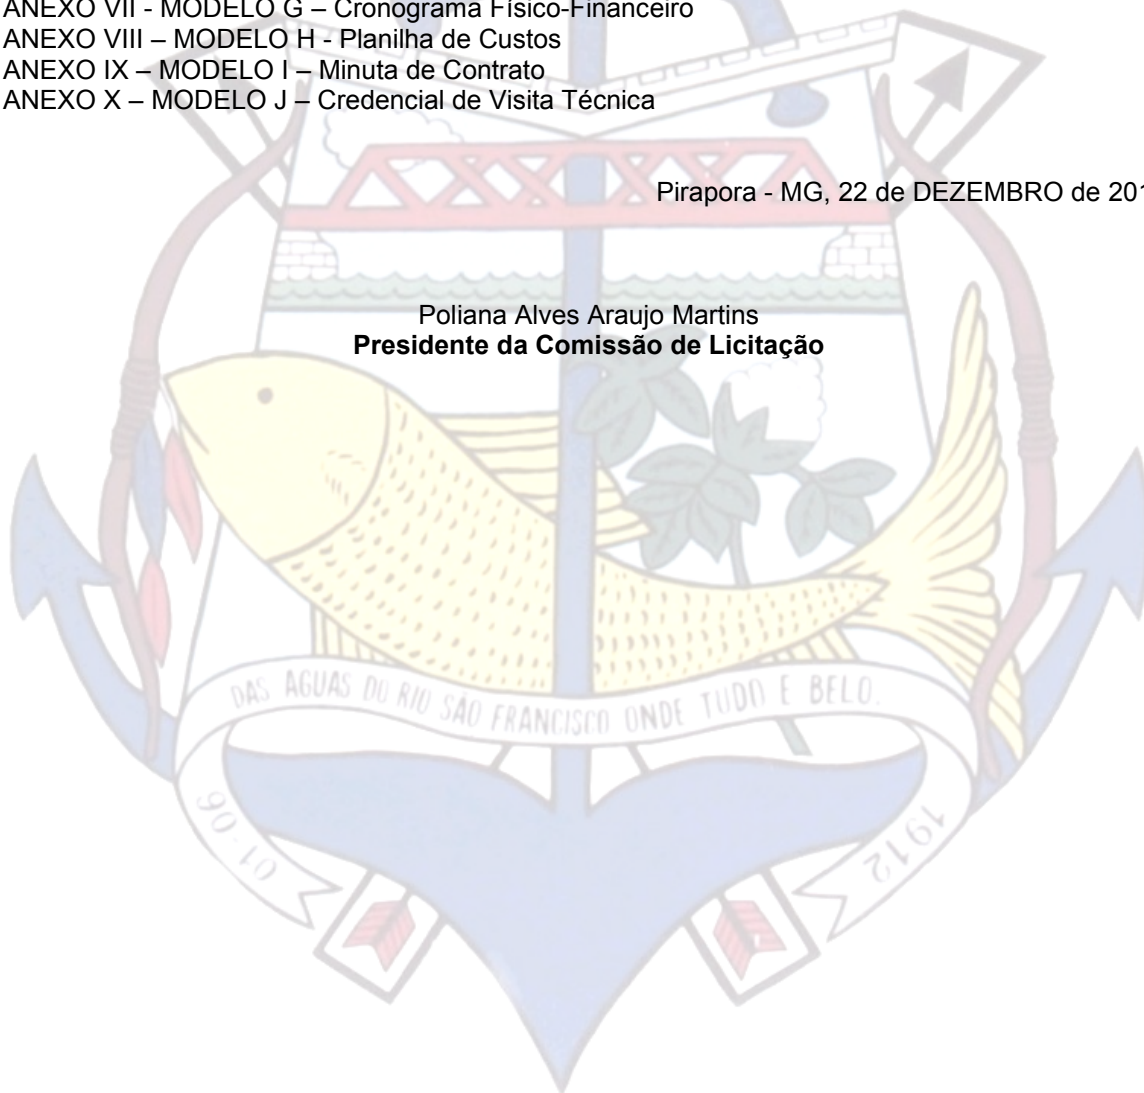 ANEXO VII - MODELO G – Cronograma Físico-Financeiro
ANEXO VIII – MODELO H - Planilha de Custos
ANEXO IX – MODELO I – Minuta de Contrato
ANEXO X – MODELO J – Credencial de Visita Técnica
Pirapora - MG, 22 de DEZEMBRO de 201
Poliana Alves Araujo Martins
Presidente da Comissão de Licitação
DAS AGUAS DO RIO SÃO FRANCISCO ONDE TUDO E BELO.
01-06
1912